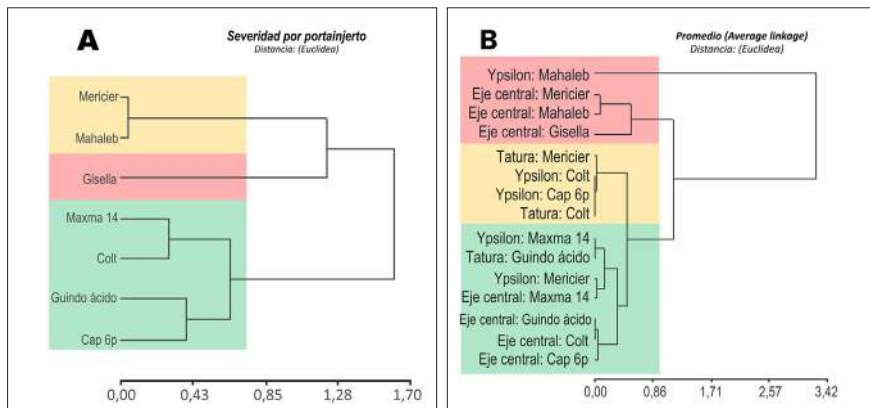 A
Severidad por portainjerto
Distancia: (Euclídea)
Mericier
Mahaleb
Gisella
Maxma 14
Colt
Guindo ácido
Cap 6p
0,00 0,43 0,85 1,28 1,70
B
Promedio (Average linkage)
Distancia: (Euclídea)
Ypsilon: Mahaleb
Eje central: Mericier
Eje central: Mahaleb
Eje central: Gisella
Tatura: Mericier
Ypsilon: Colt
Ypsilon: Cap 6p
Tatura: Colt
Ypsilon: Maxma 14
Tatura: Guindo ácido
Ypsilon: Mericier
Eje central: Maxma 14
Eje central: Guindo ácido
Eje central: Colt
Eje central: Cap 6p
0,00 0,86 1,71 2,57 3,42